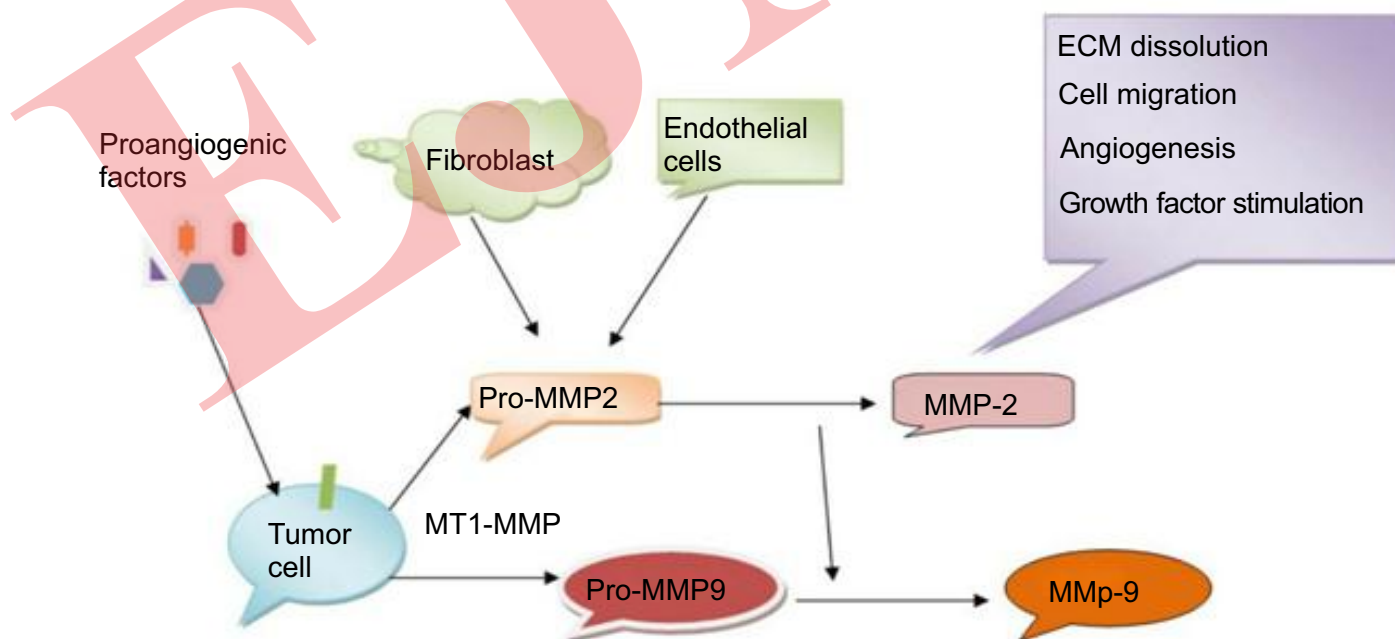 ECM dissolution
Cell migration
Angiogenesis
Growth factor stimulation
Proangiogenic
factors
Fibroblast
Endothelial
cells
Pro-MMP2
MMP-2
Tumor
cell
MT1-MMP
Pro-MMP9
MMp-9